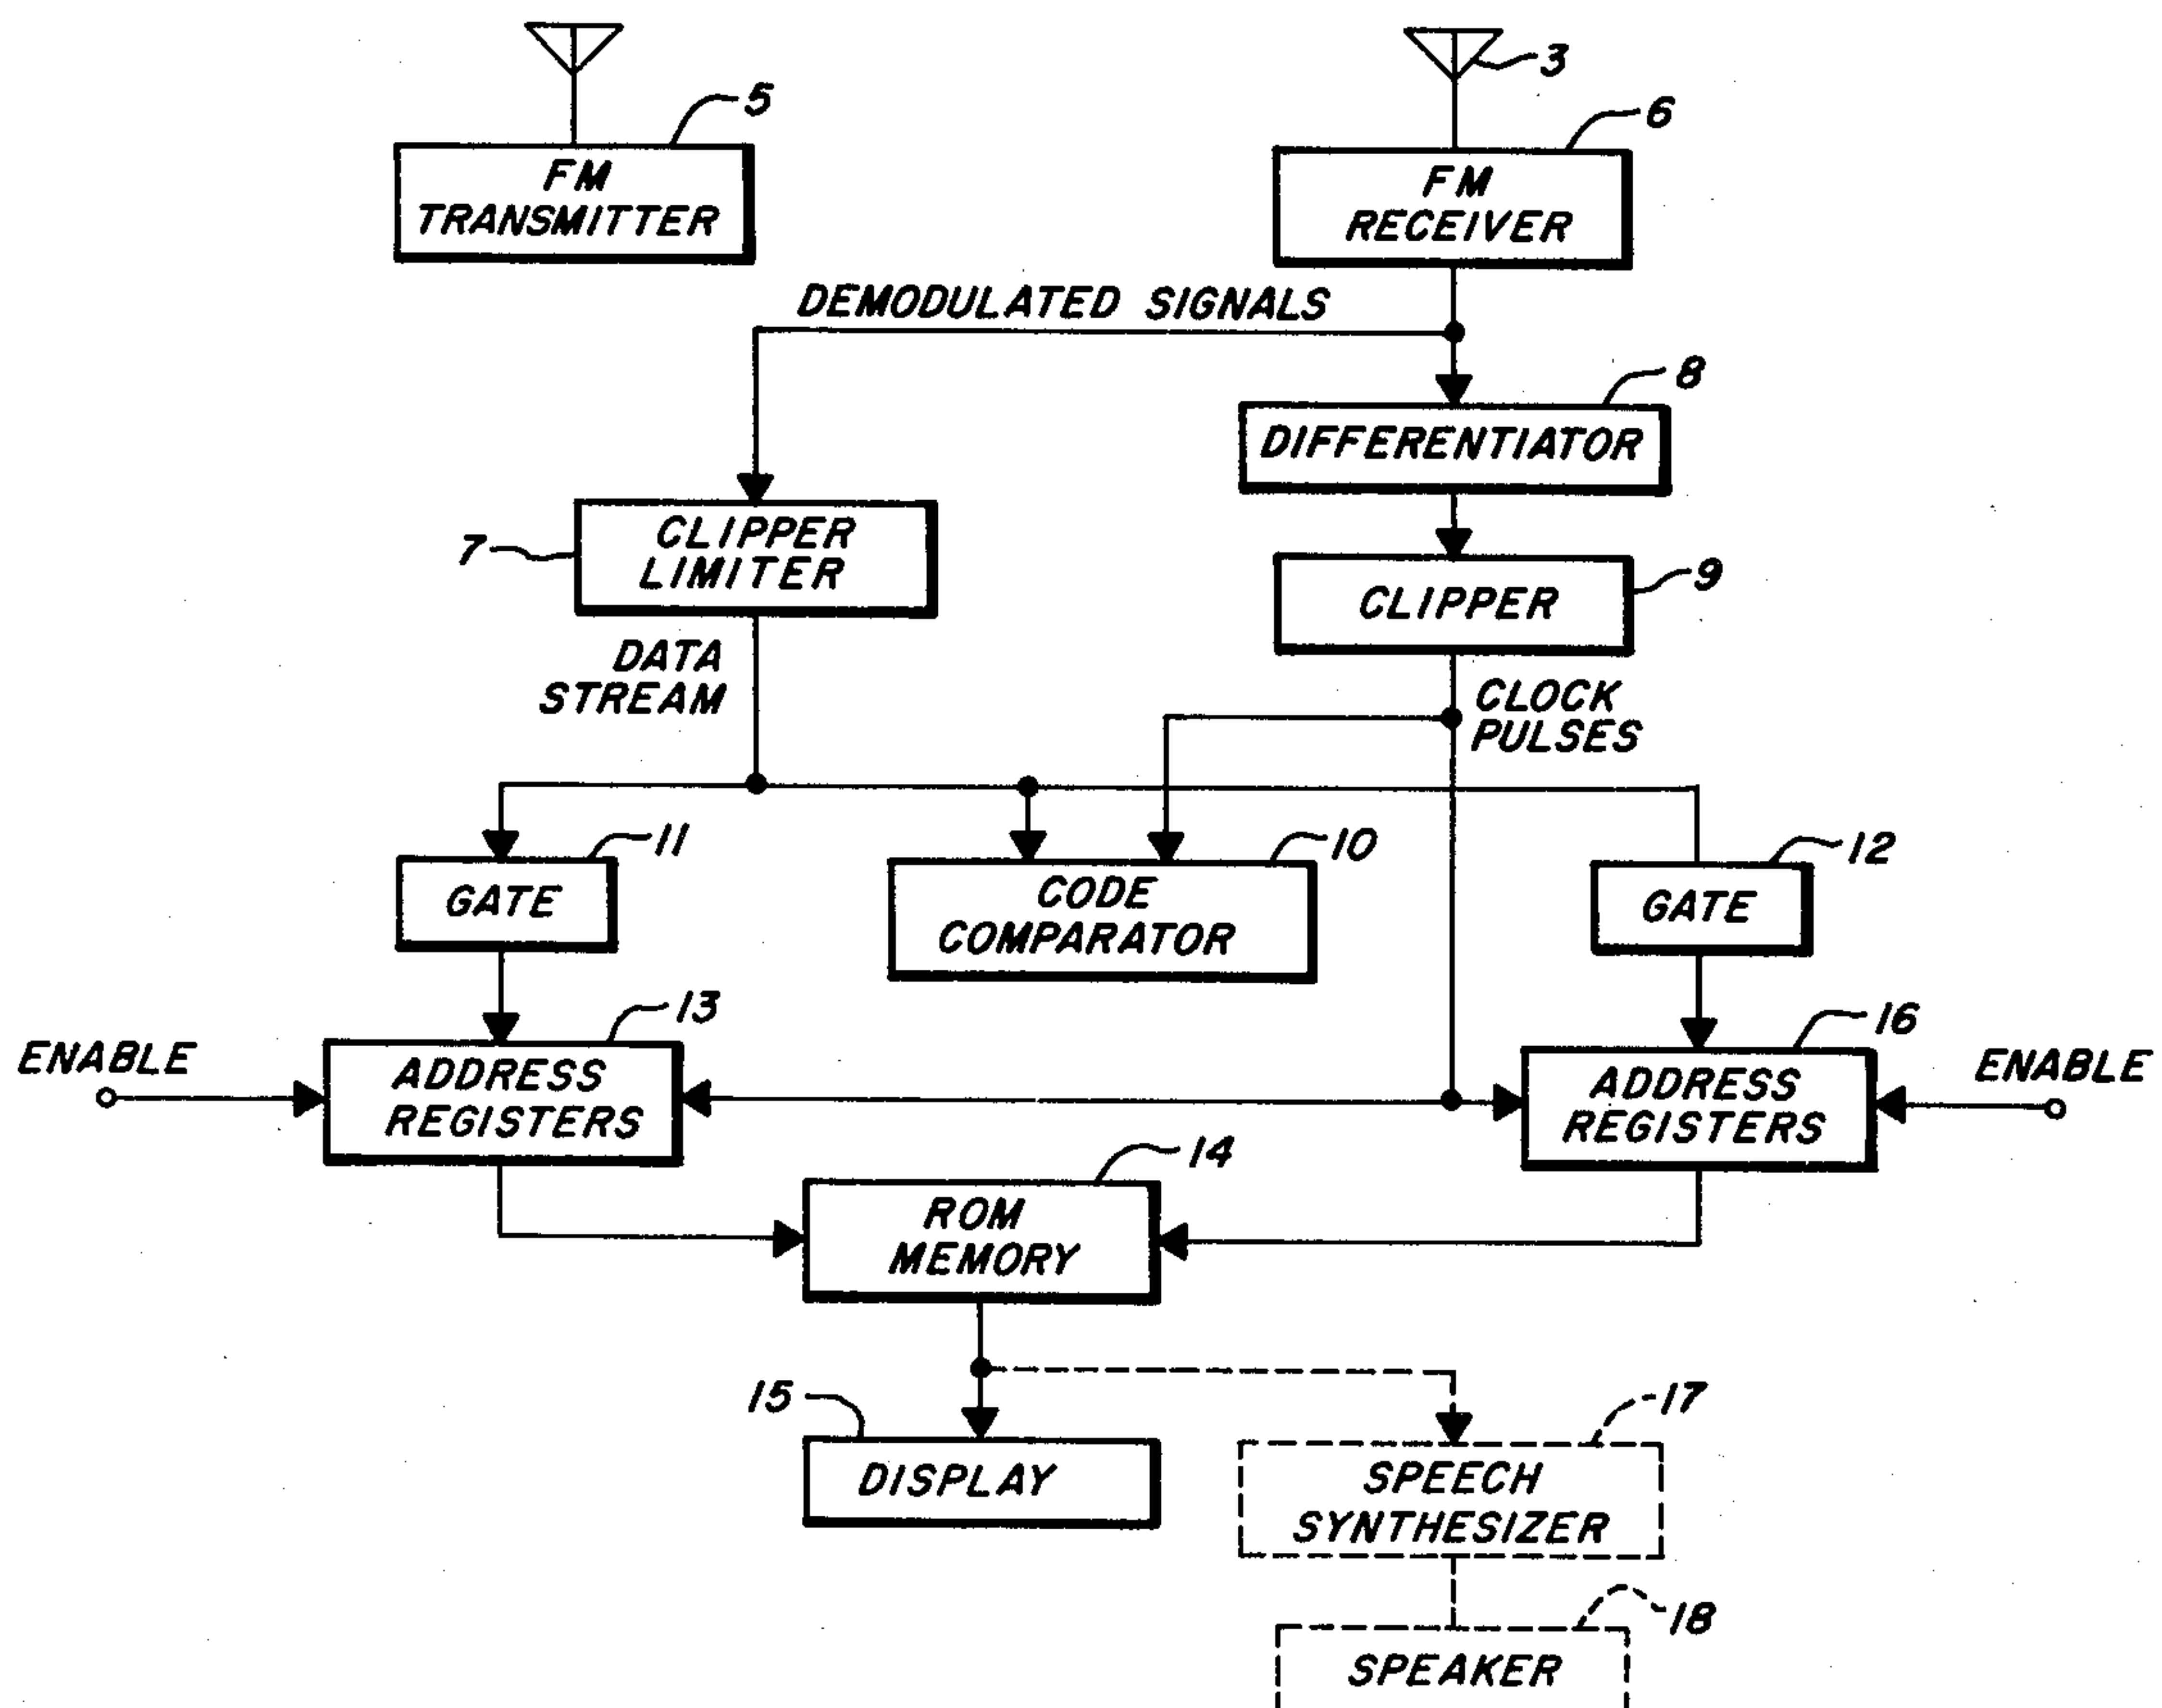 3
5
6
FM
TRANSMITTER
FM
RECEIVER
DEMODULATED SIGNALS
8
DIFFERENTIATOR
7
CLIPPER
LIMITER
9
CLIPPER
DATA
STREAM
CLOCK
PULSES
11
10
12
GATE
CODE
COMPARATOR
GATE
13
16
ENABLE
ADDRESS
REGISTERS
ADDRESS
REGISTERS
ENABLE
14
ROM
MEMORY
15
17
DISPLAY
SPEECH
SYNTHESIZER
18
SPEAKER